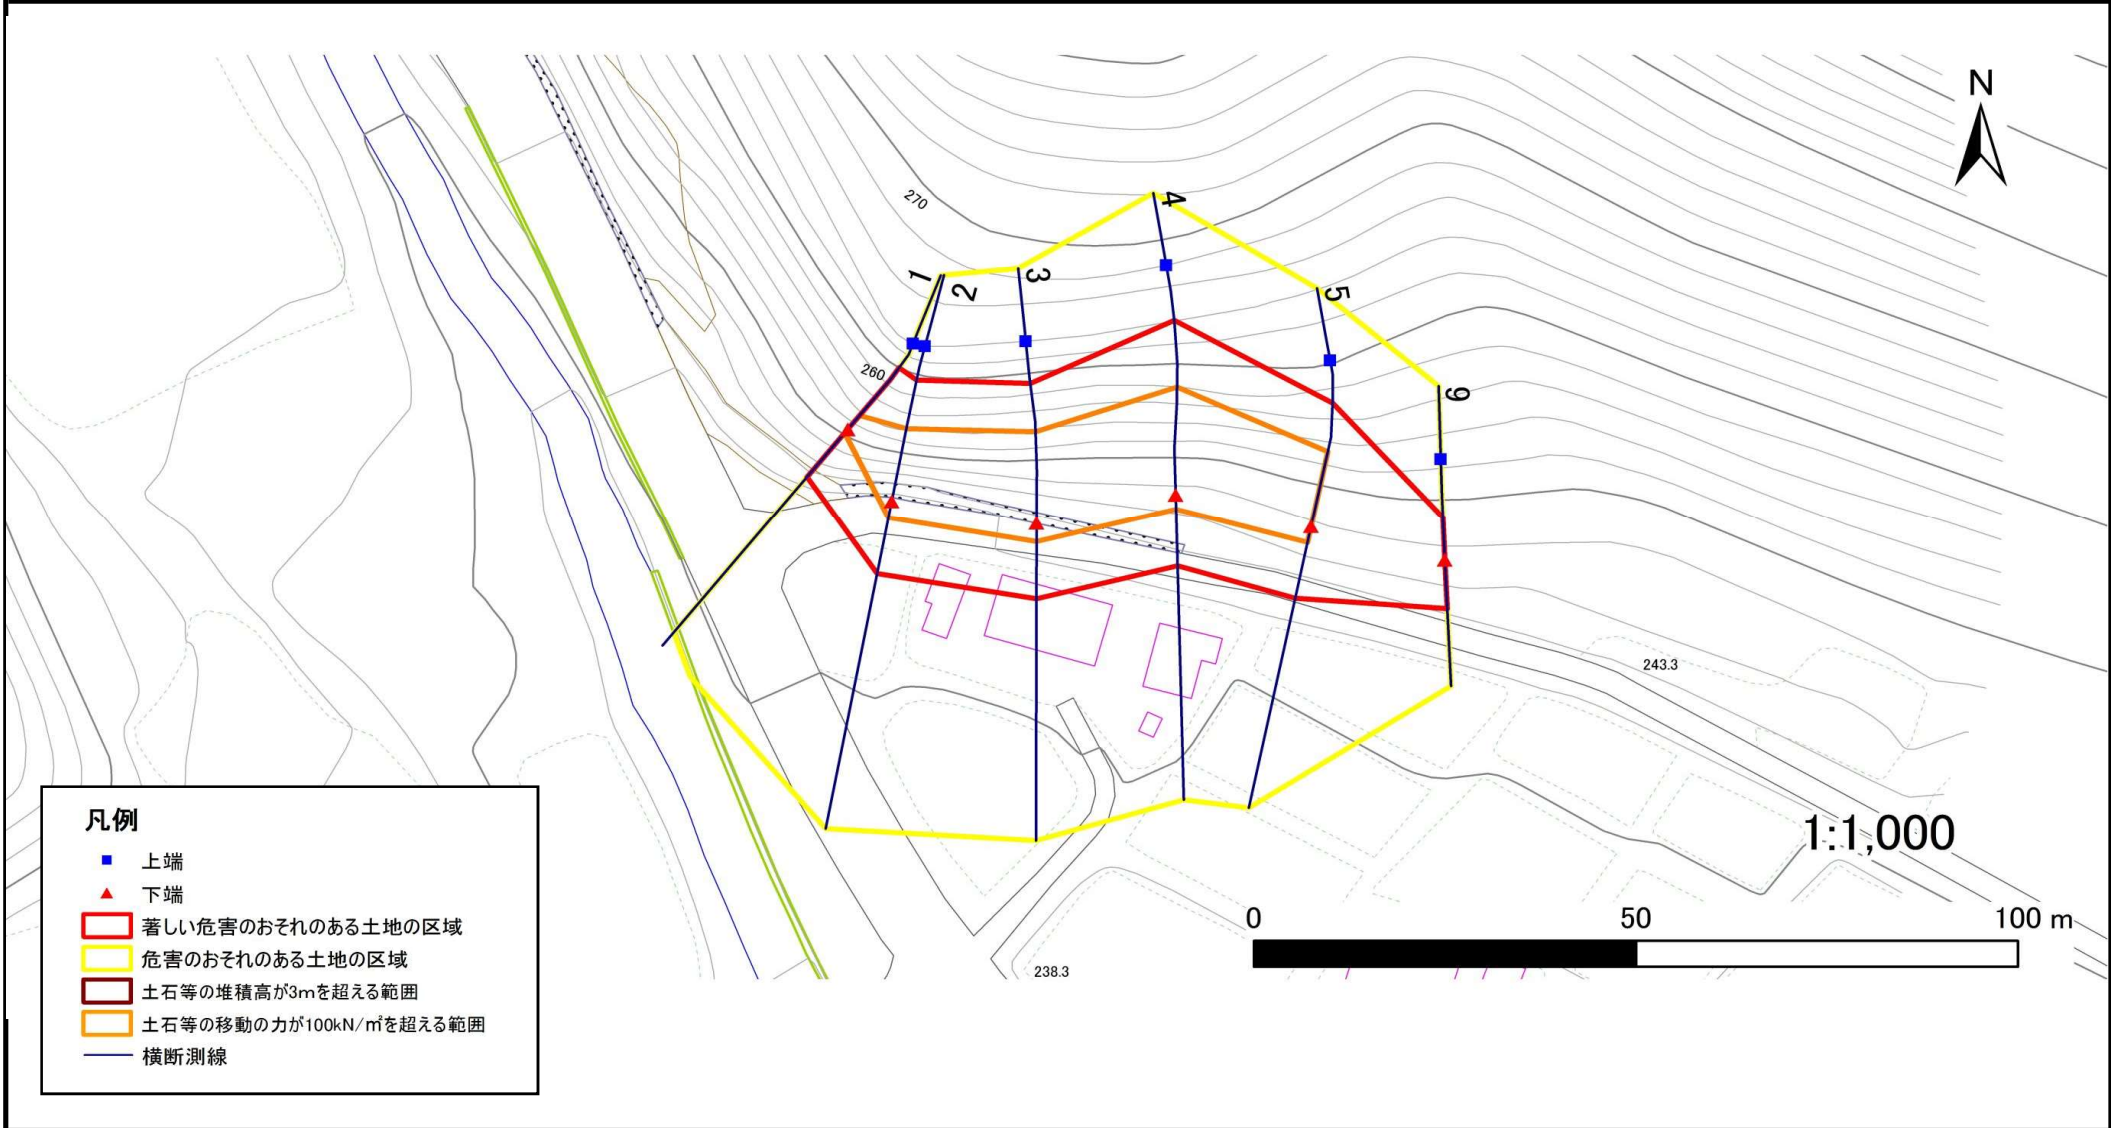 N
270
4
1
2
3
5
260
6
243.3
1:1,000
0 50 100 m
238.3
凡例
上端
下端
著しい危害のおそれのある土地の区域
危害のおそれのある土地の区域
土石等の堆積高が3mを超える範囲
土石等の移動の力が100kN/㎡を超える範囲
横断測線